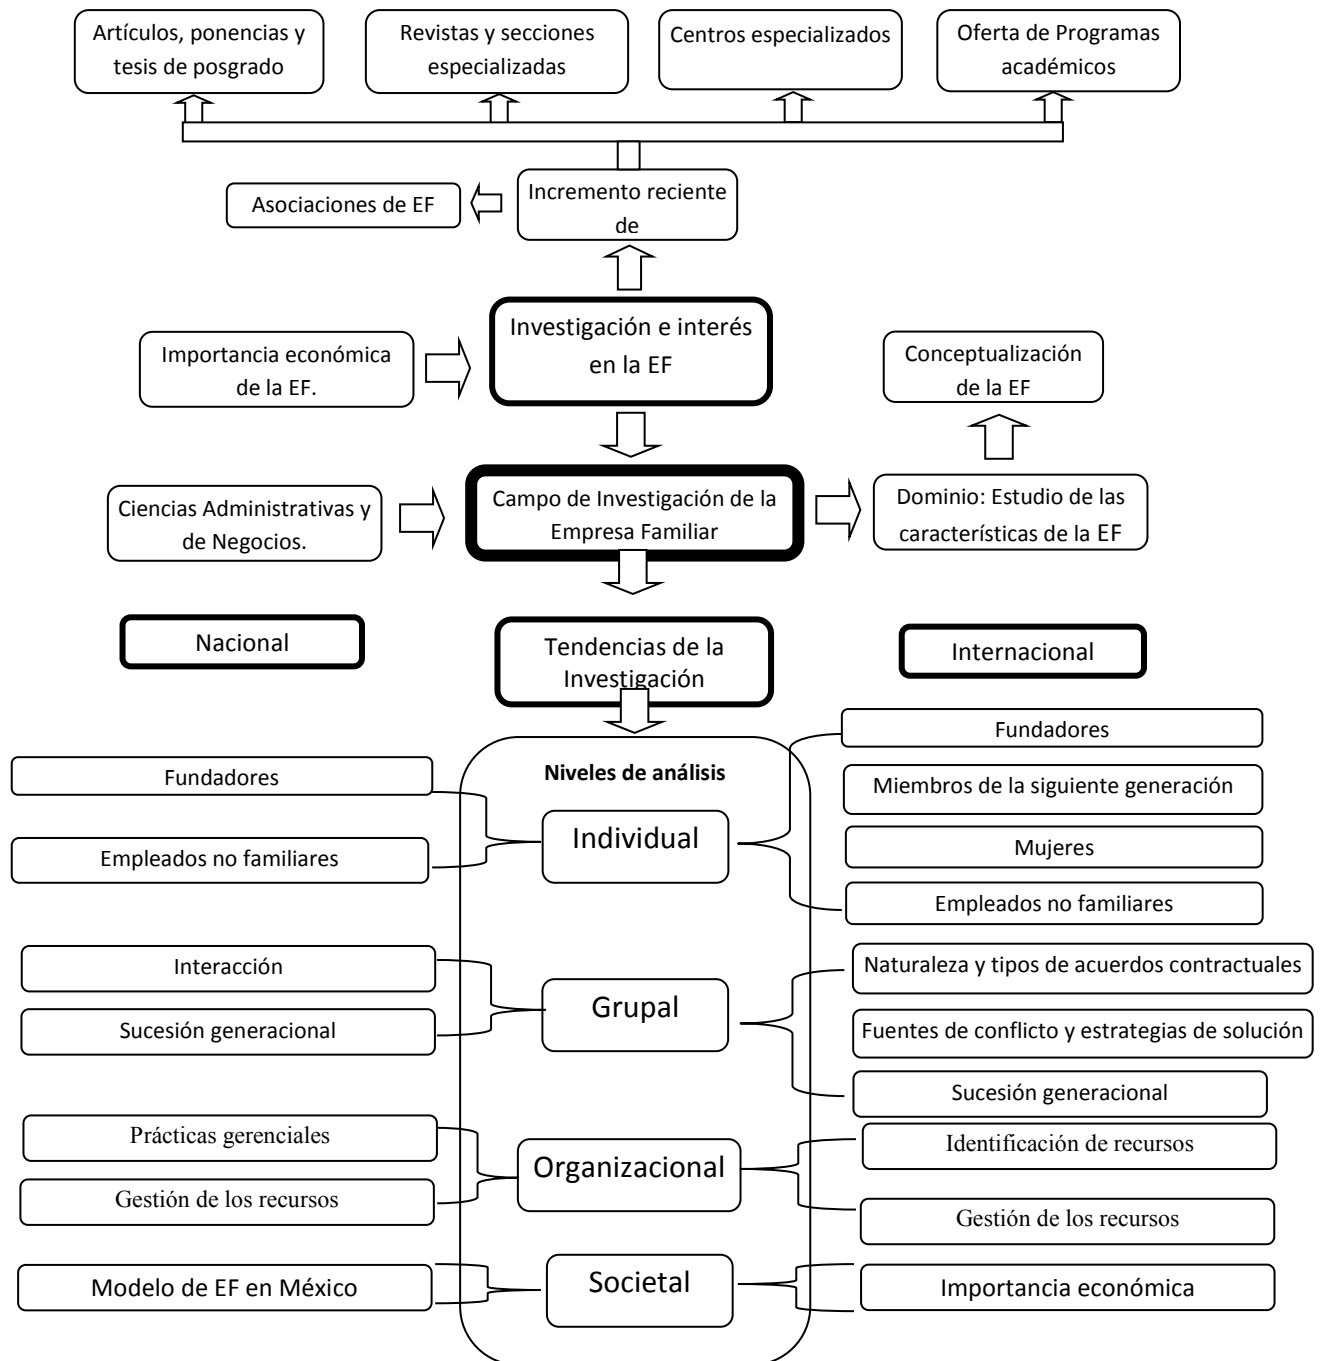 Artículos, ponencias y
tesis de posgrado
Revistas y secciones
especializadas
Centros especializados
Oferta de Programas
académicos
Asociaciones de EF
Incremento reciente
de
Importancia económica
de la EF.
Investigación e interés
en la EF
Conceptualización
de la EF
Ciencias Administrativas y
de Negocios.
Campo de Investigación de la
Empresa Familiar
Dominio: Estudio de las
características de la EF
Nacional
Tendencias de la
Investigación
Internacional
Niveles de análisis
Fundadores
Empleados no familiares
Individual
Fundadores
Miembros de la siguiente generación
Mujeres
Empleados no familiares
Interacción
Sucesión generacional
Grupal
Naturaleza y tipos de acuerdos contractuales
Fuentes de conflicto y estrategias de solución
Sucesión generacional
Prácticas gerenciales
Gestión de los recursos
Organizacional
Identificación de recursos
Gestión de los recursos
Modelo de EF en México
Societal
Importancia económica